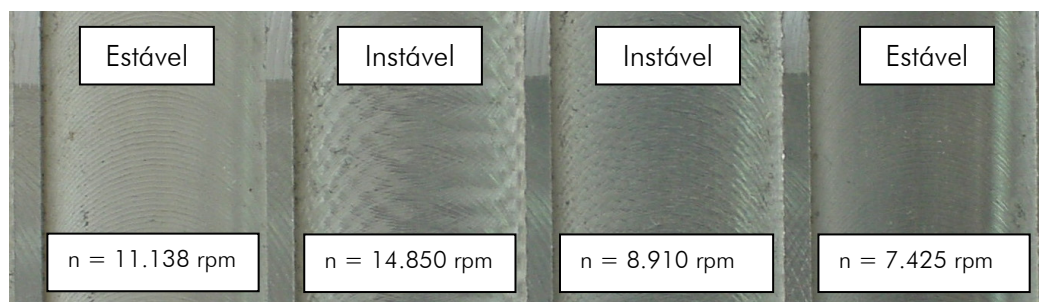 Estável
Instável
Instável
Estável
n = 11.138 rpm
n = 14.850 rpm
n = 8.910 rpm
n = 7.425 rpm